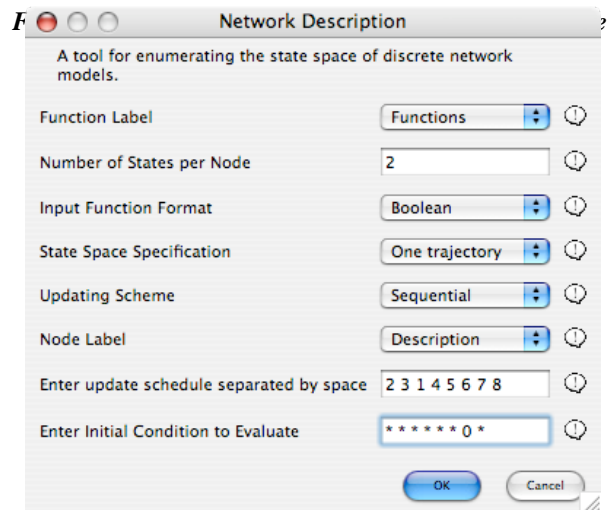 F
e
Network Description
A tool for enumerating the state space of discrete network
models.
Function Label Functions
Number of States per Node 2
Input Function Format Boolean
State Space Specification One trajectory
Updating Scheme Sequential
Node Label Description
Enter update schedule separated by space 2 3 1 4 5 6 7 8
Enter Initial Condition to Evaluate * * * * * * 0 *
OK Cancel